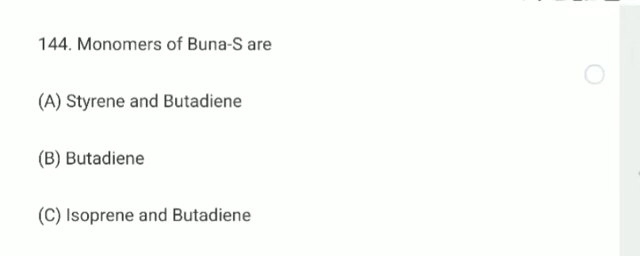 144. Monomers of Buna-S are
(A) Styrene and Butadiene
(B) Butadiene
(C) Isoprene and Butadiene